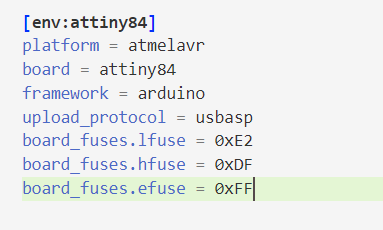 [env:attiny84]
platform = atmelavr
board = attiny84
framework = arduino
upload_protocol = usbasp
board_fuses.lfuse = 0xE2
board_fuses.hfuse = 0xDF
board_fuses.efuse = 0xFF